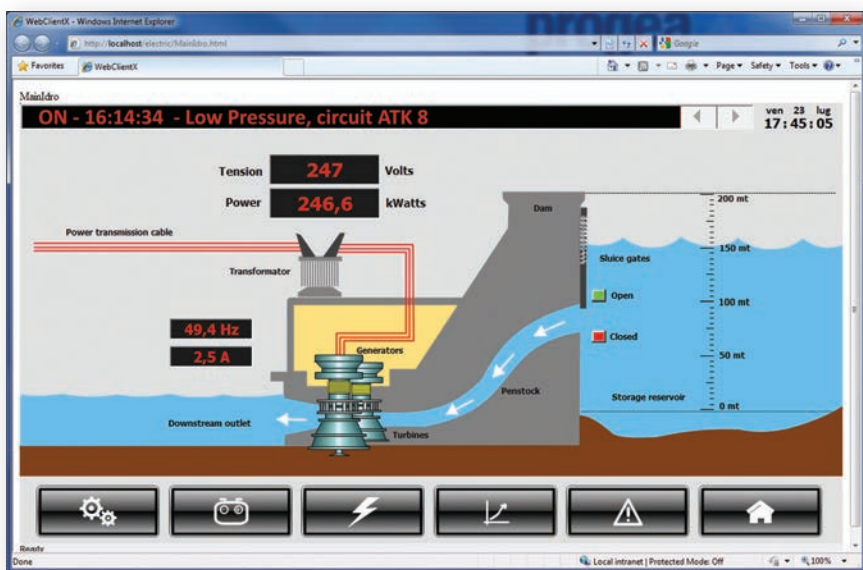 progea
WebClientX - Windows Internet Explorer
http://localhost/electric/MainIdro.html
Google
Favorites
WebClientX
Page
Safety
Tools
MainIdro
ON - 16:14:34 - Low Pressure, circuit ATK 8
ven 23 lug
17:45:05
Tension 247 Volts
Power 246,6 kWatts
Dam
200 mt
Power transmission cable
Transformator
Sluice gates
150 mt
Open
100 mt
49,4 Hz
Closed
2,5 A
Generators
50 mt
Penstock
Storage reservoir
0 mt
Downstream outlet
Turbines
Ready
Done
Local intranet | Protected Mode: Off
100%